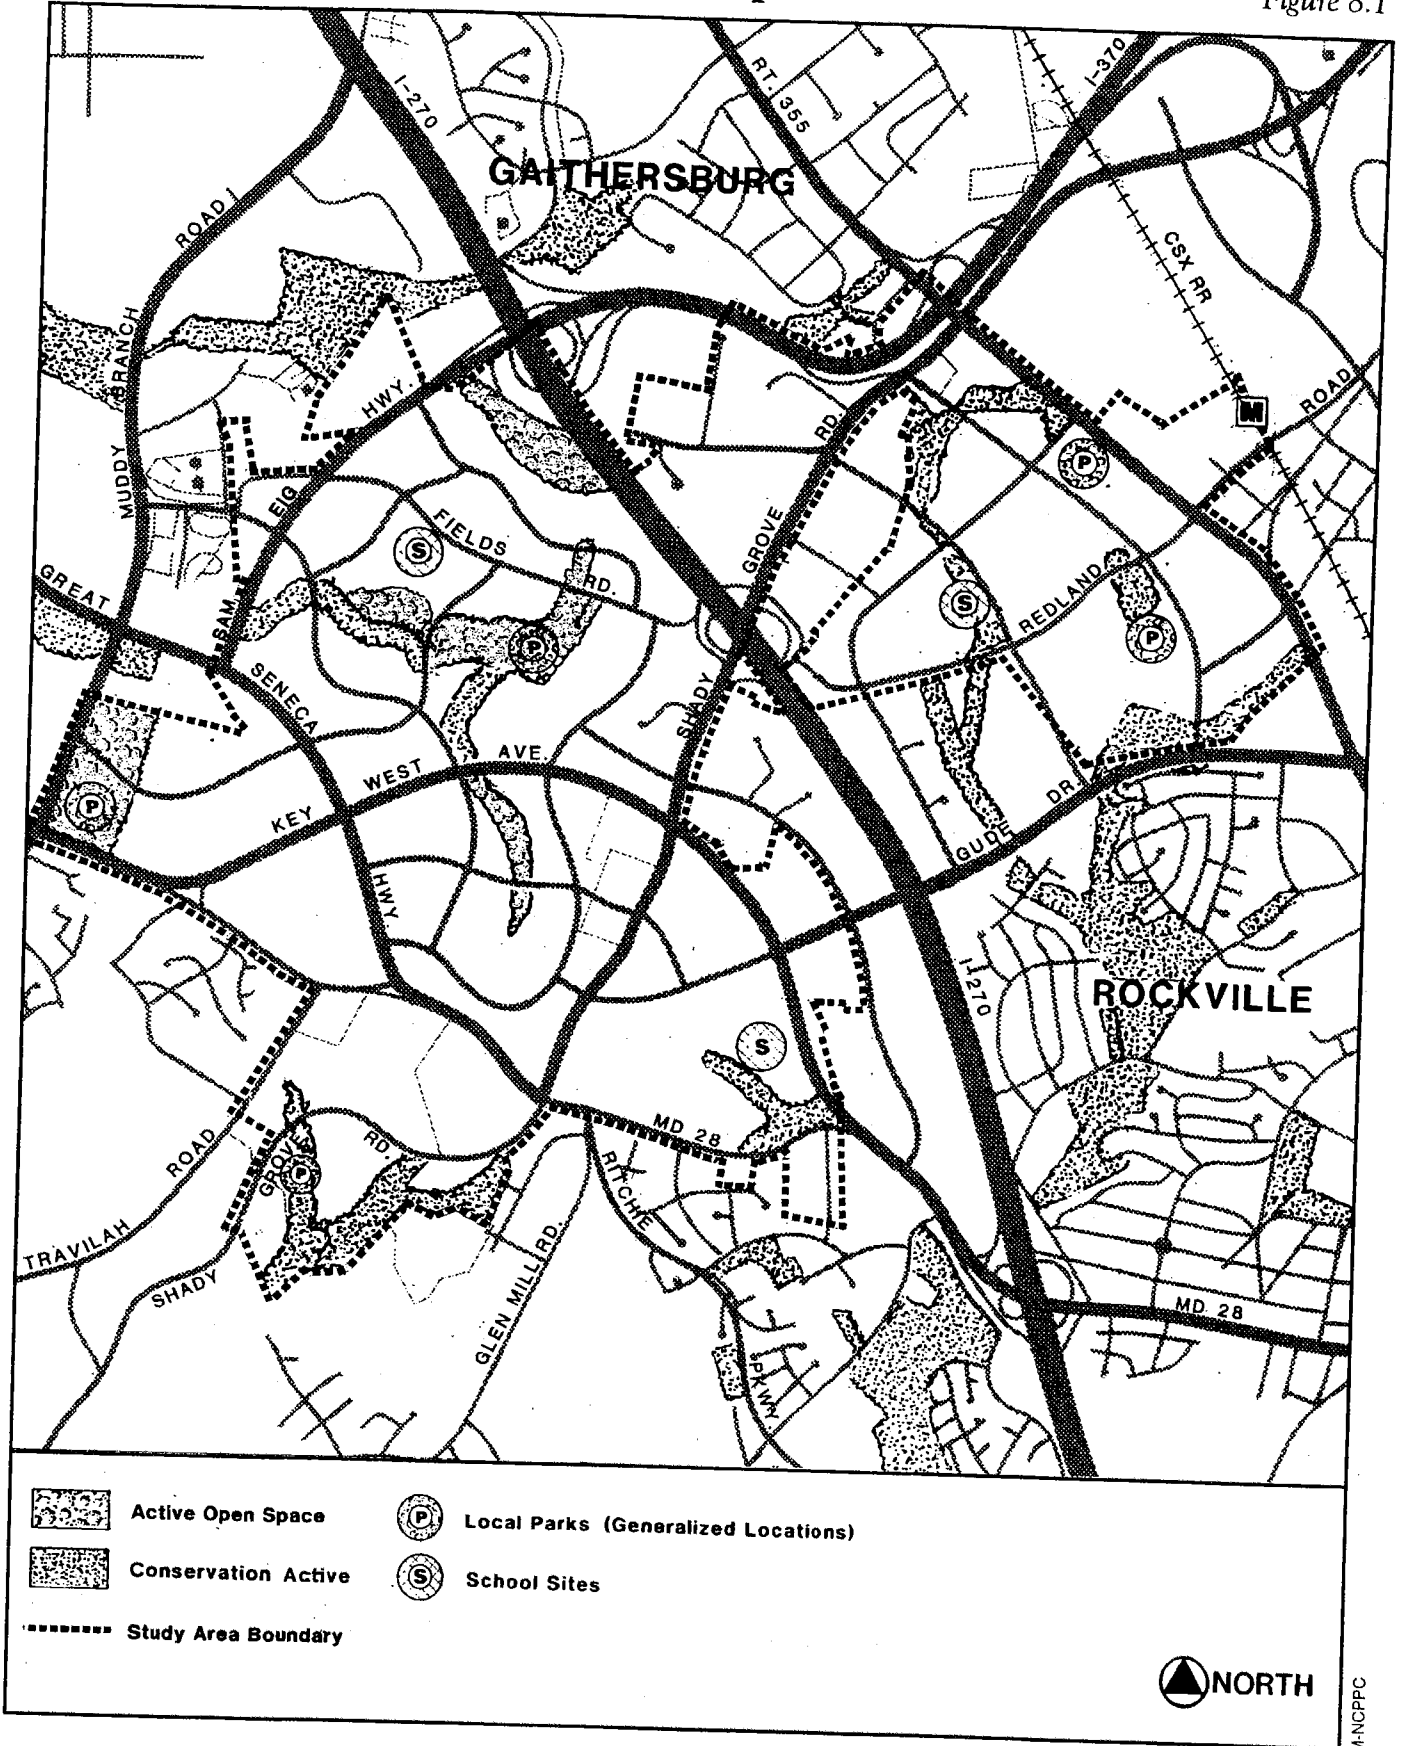 Figure 8.1
I-270
RT. 355
I-370
GAITHERSBURG
CSX RR
MUDDY BRANCH ROAD
M
ROAD
HWY.
RD.
P
EIG
SAM
S
FIELDS
RD.
GROVE
S
REDLAND
P
GREAT
SENECA
P
SHADY
KEY WEST AVE.
P
GUDE DR.
HWY.
I-270
ROCKVILLE
S
MD 28
GROVE
P
RD.
RITCHIE
TRAVILAH ROAD
SHADY
GLEN MILL RD.
PKWY.
MD 28
Active Open Space
P Local Parks (Generalized Locations)
Conservation Active
S School Sites
Study Area Boundary
NORTH
M-NCPPC